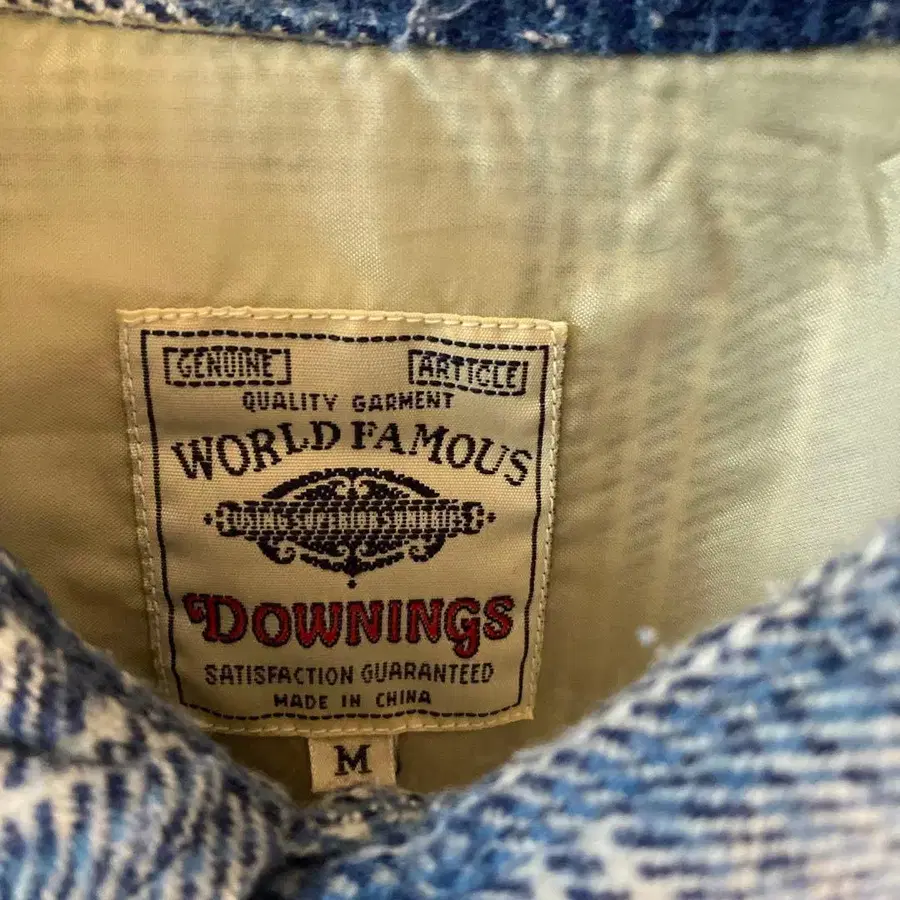 GENUINE ARTICLE
QUALITY GARMENT
WORLD FAMOUS
DOWNINGS
SATISFACTION GUARANTEED
MADE IN CHINA
M